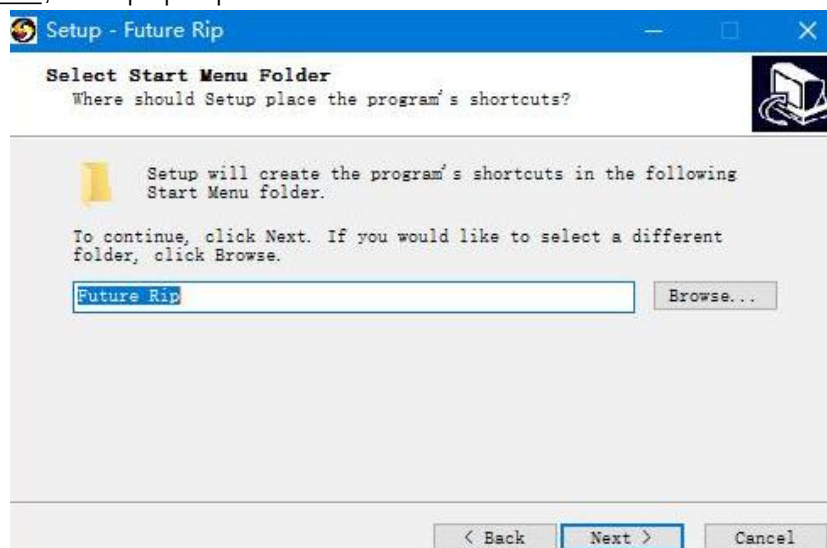 Setup - Future Rip
Select Start Menu Folder
Where should Setup place the program's shortcuts?
Setup will create the program's shortcuts in the following
Start Menu folder.
To continue, click Next. If you would like to select a different
folder, click Browse.
Future Rip
Browse...
< Back
Next >
Cancel